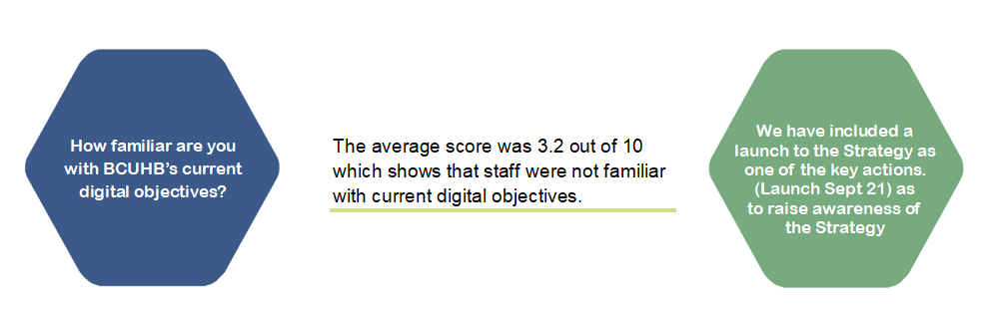 How familiar are you
with BCUHB's current
digital objectives?
The average score was 3.2 out of 10
which shows that staff were not familiar
with current digital objectives.
We have included a
launch to the Strategy as
one of the key actions.
(Launch Sept 21) as
to raise awareness of
the Strategy